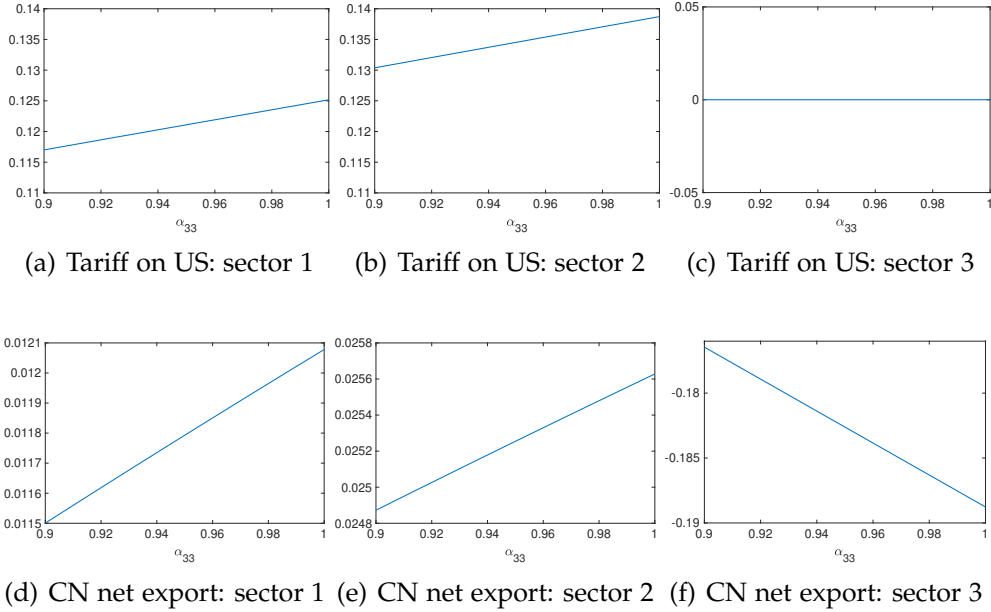 0.14 0.14 0.05
0.135 0.135
0.13 0.13
0.125 0.125 0
0.12 0.12
0.115 0.115
0.11 0.11 -0.05
0.9 0.92 0.94 0.96 0.98 1 0.9 0.92 0.94 0.96 0.98 1 0.9 0.92 0.94 0.96 0.98 1
α33 α33 α33
(a) Tariff on US: sector 1 (b) Tariff on US: sector 2 (c) Tariff on US: sector 3
0.0121 0.0258
0.012 0.0256 -0.18
0.0119 0.0254
0.0118
0.0117 0.0252 -0.185
0.0116 0.025
0.0115 0.0248 -0.19
0.9 0.92 0.94 0.96 0.98 1 0.9 0.92 0.94 0.96 0.98 1 0.9 0.92 0.94 0.96 0.98 1
α33 α33 α33
(d) CN net export: sector 1 (e) CN net export: sector 2 (f) CN net export: sector 3